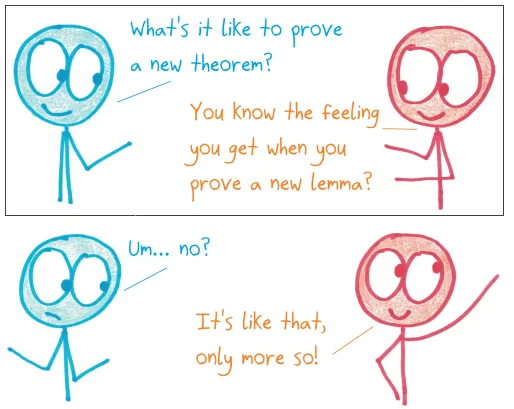 What's it like to prove
a new theorem?
You know the feeling
you get when you
prove a new lemma?
Um... no?
It's like that,
only more so!